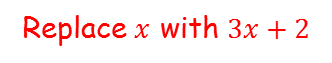 Replace x with 3x + 2